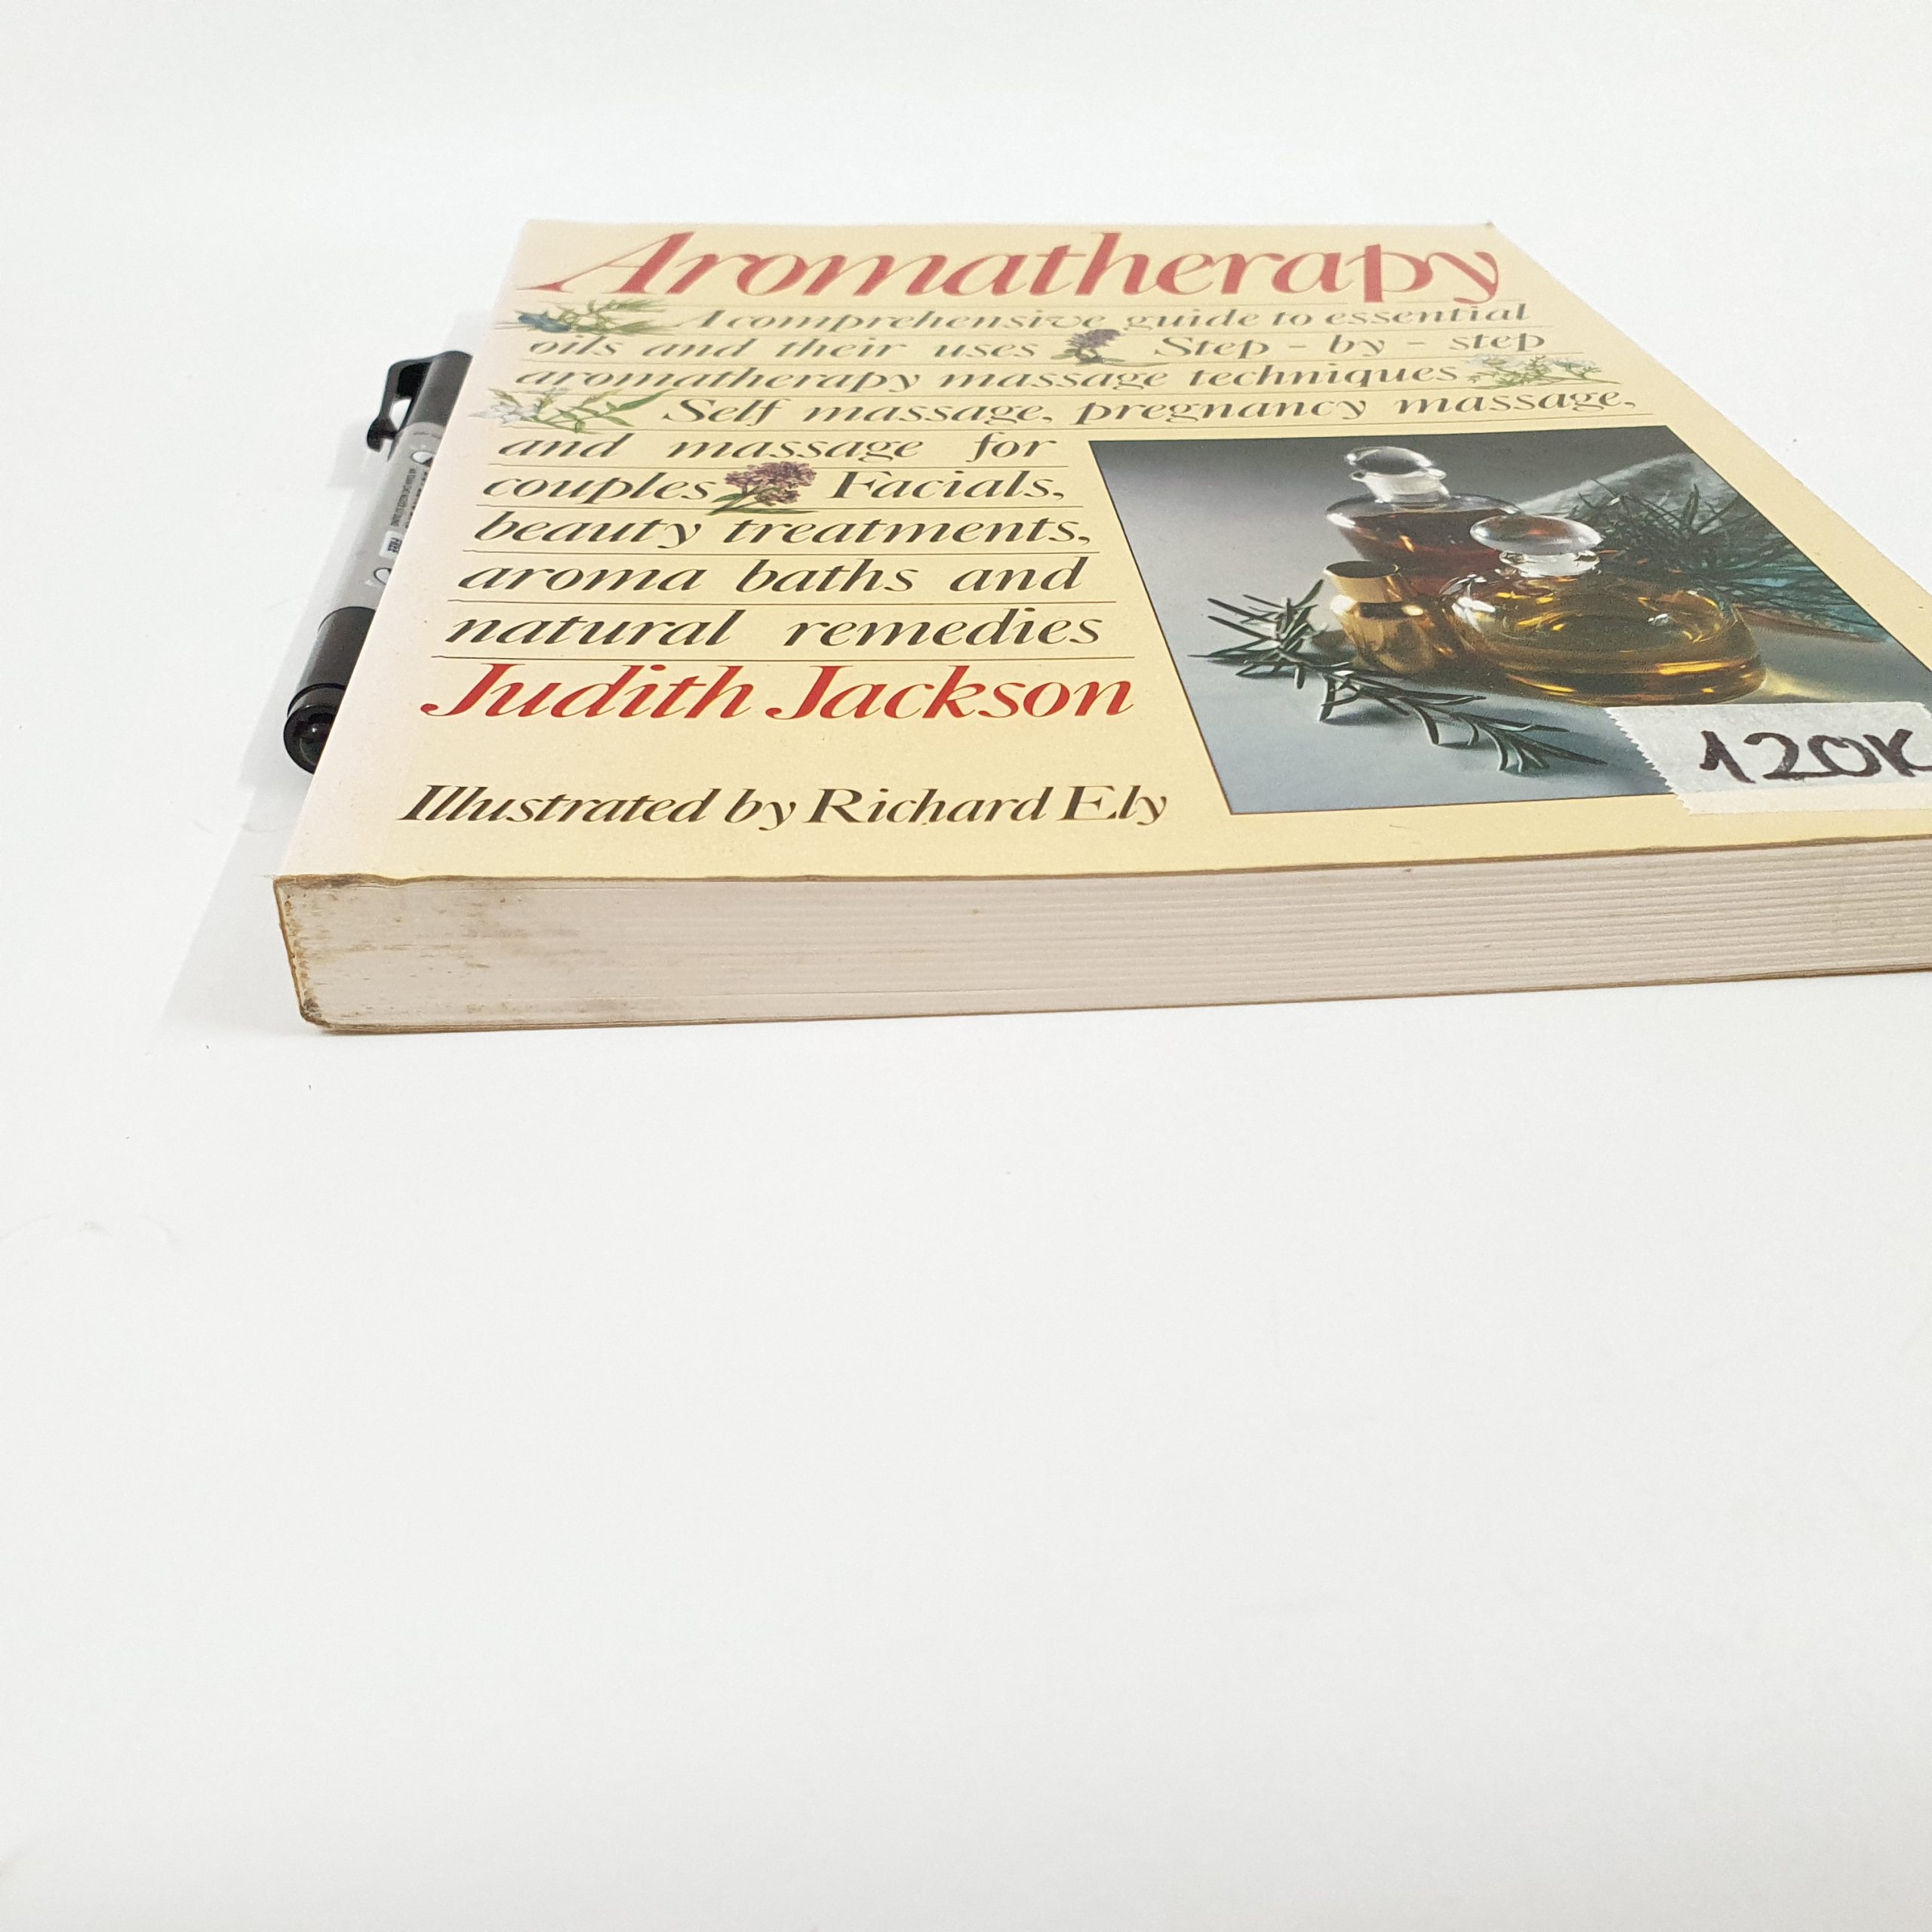 Aromatherapy
A comprehensive guide to essential
oils and their uses Step - by - step
aromatherapy massage techniques
Self massage, pregnancy massage,
and massage for
couples Facials,
beauty treatments,
aroma baths and
natural remedies
Judith Jackson
Illustrated by Richard Ely
120K